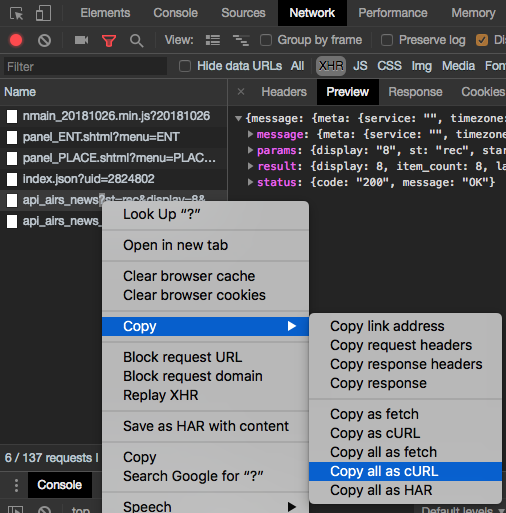 Elements Console Sources Network Performance Memory
View: Group by frame Preserve log
Filter Hide data URLs All XHR JS CSS Img Media
Name × Headers Preview Response Cookies
nmain_20181026.min.js?20181026
panel_ENT.shtml?menu=ENT
panel_PLACE.shtml?menu=PLAC...
index.json?uid=2824802
api_airs_news?st=rec&display=8&
api_airs_news_
{message: {meta: {service: "", timezone:
message: {meta: {service: "",
params: {display: "8", st: "rec",
result: {display: 8, item_count: 8,
status: {code: "200", message: "OK"}
Look Up “?”
Open in new tab
Clear browser cache
Clear browser cookies
Copy
Block request URL
Block request domain
Replay XHR
Save as HAR with content
Copy
Search Google for “?”
Speech
Copy link address
Copy request headers
Copy response headers
Copy response
Copy as fetch
Copy as cURL
Copy all as fetch
Copy all as cURL
Copy all as HAR
6 / 137 requests
Console
top
Default levels